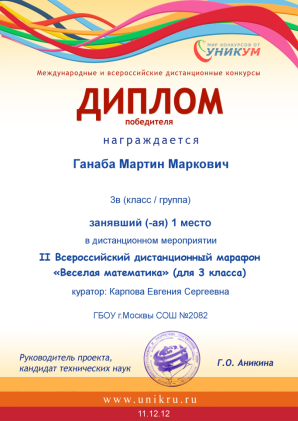 МИР КОНКУРСОВ ОТ
УНИКУМ
Международные и всероссийские дистанционные конкурсы
ДИПЛОМ
победителя
награждается
Ганаба Мартин Маркович
3в (класс / группа)
занявший (-ая) 1 место
в дистанционном мероприятии
II Всероссийский дистанционный марафон
«Веселая математика» (для 3 класса)
куратор: Карпова Евгения Сергеевна
ГБОУ г.Москвы СОШ №2082
Руководитель проекта,
кандидат технических наук
Г.О. Аникина
www.unikru.ru
11.12.12